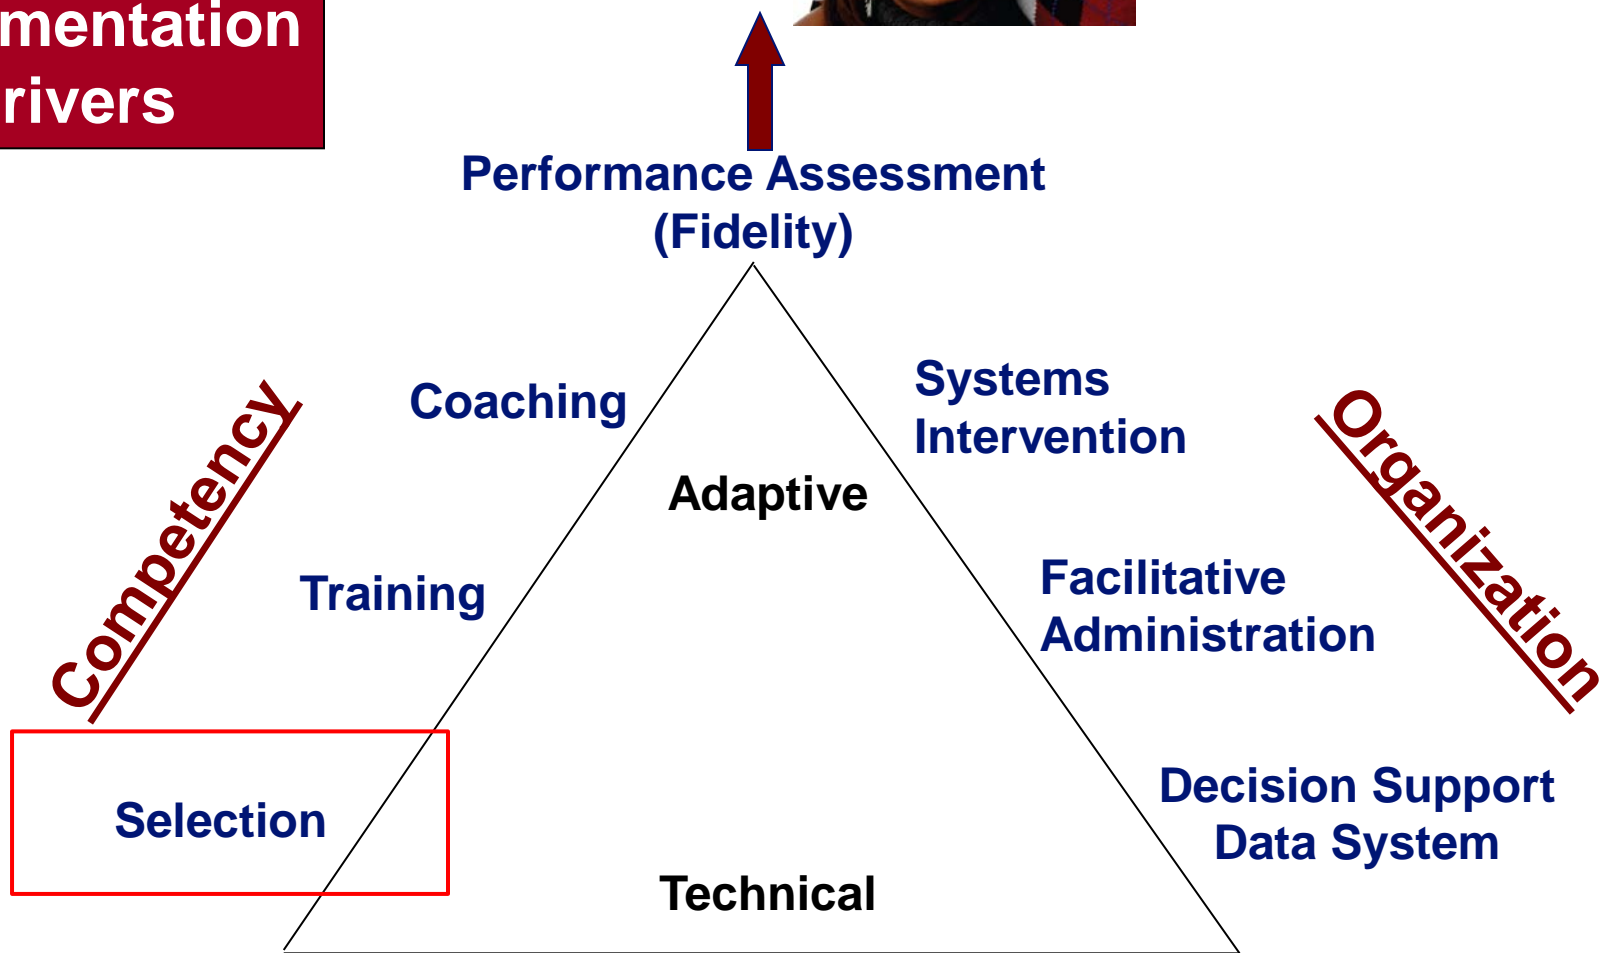 mentation
rivers
Performance Assessment
(Fidelity)
Coaching
Systems
Intervention
Adaptive
Competency
Organization
Training
Facilitative
Administration
Selection
Decision Support
Data System
Technical